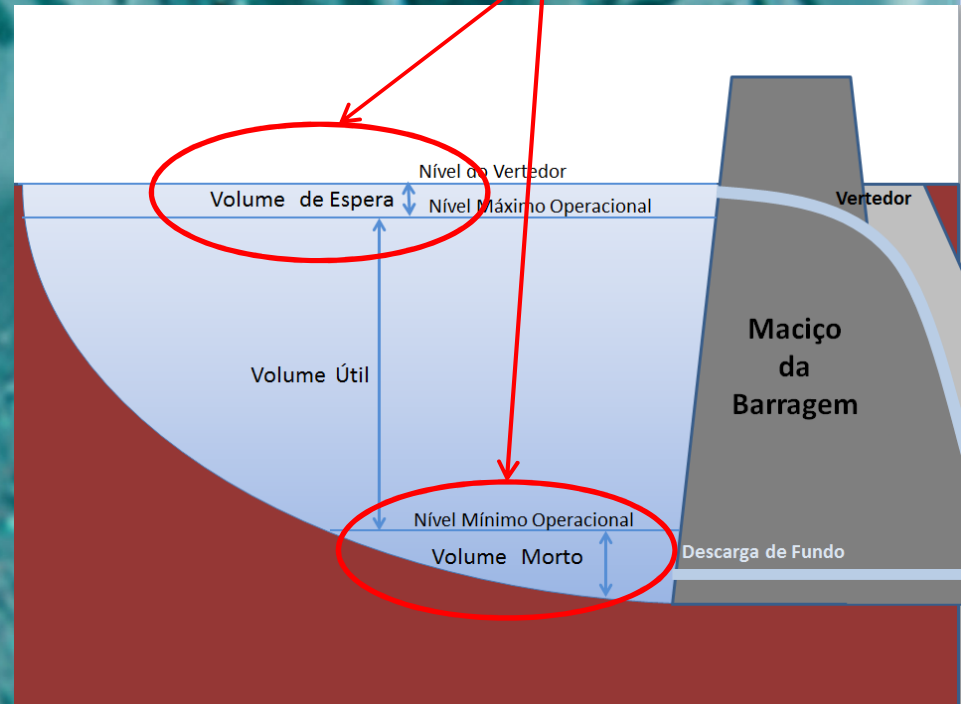 Nível do Vertedor
Volume de Espera
Nível Máximo Operacional
Vertedor
Maciço
da
Barragem
Volume Útil
Nível Mínimo Operacional
Volume Morto
Descarga de Fundo